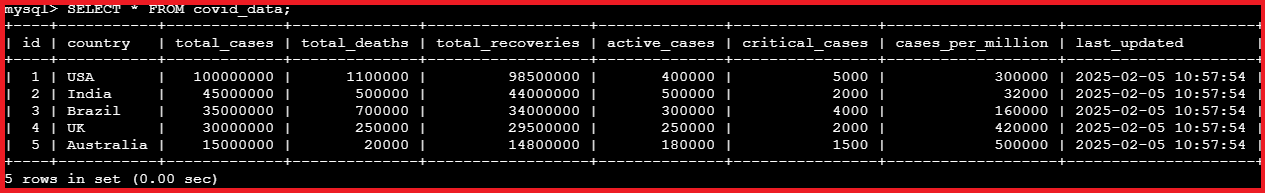 mysql> SELECT * FROM covid_data;
+----+-----------+-------------+--------------+------------------+--------------+----------------+-------------------+---------------------+
| id | country   | total_cases | total_deaths | total_recoveries | active_cases | critical_cases | cases_per_million | last_updated        |
+----+-----------+-------------+--------------+------------------+--------------+----------------+-------------------+---------------------+
|  1 | USA       |   100000000 |      1100000 |         98500000 |       400000 |           5000 |            300000 | 2025-02-05 10:57:54 |
|  2 | India     |    45000000 |       500000 |         44000000 |       500000 |           2000 |             32000 | 2025-02-05 10:57:54 |
|  3 | Brazil    |    35000000 |       700000 |         34000000 |       300000 |           4000 |            160000 | 2025-02-05 10:57:54 |
|  4 | UK        |    30000000 |       250000 |         29500000 |       250000 |           2000 |            420000 | 2025-02-05 10:57:54 |
|  5 | Australia |    15000000 |        20000 |         14800000 |       180000 |           1500 |            500000 | 2025-02-05 10:57:54 |
+----+-----------+-------------+--------------+------------------+--------------+----------------+-------------------+---------------------+
5 rows in set (0.00 sec)